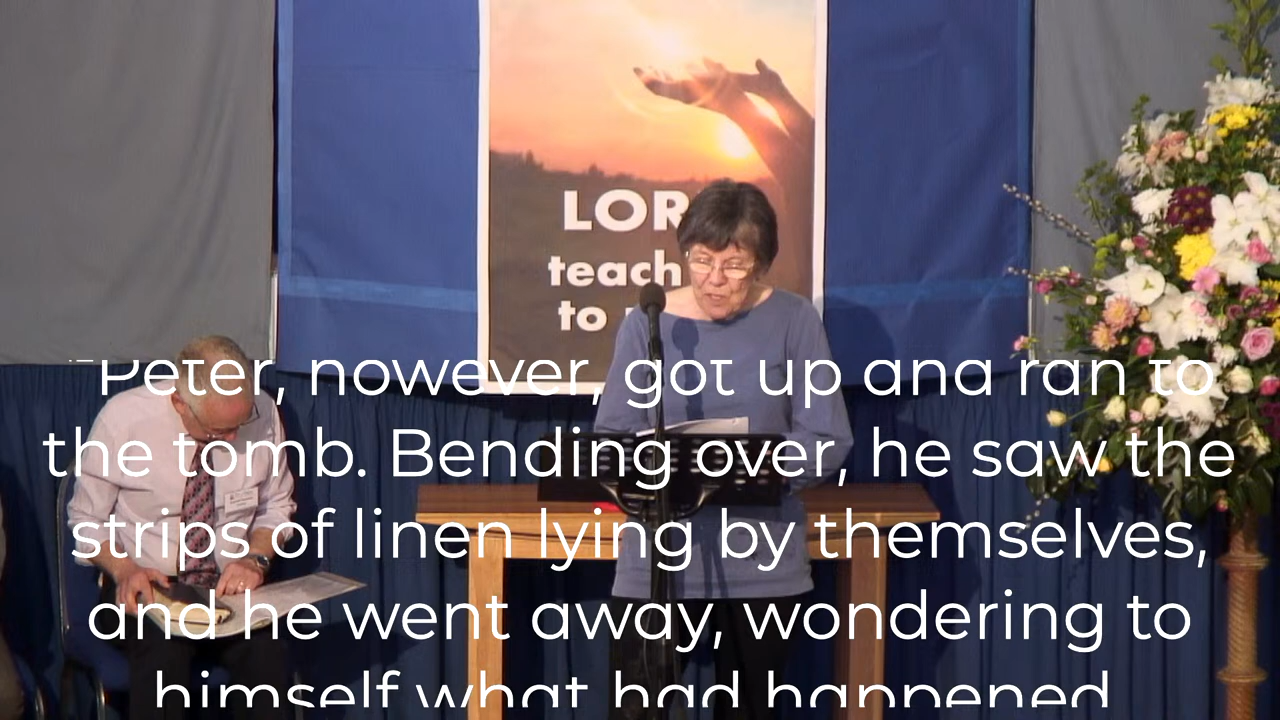 LOR
teach
to
Peter, however, got up and ran to
the tomb. Bending over, he saw the
strips of linen lying by themselves,
and he went away, wondering to
himself what had happened.